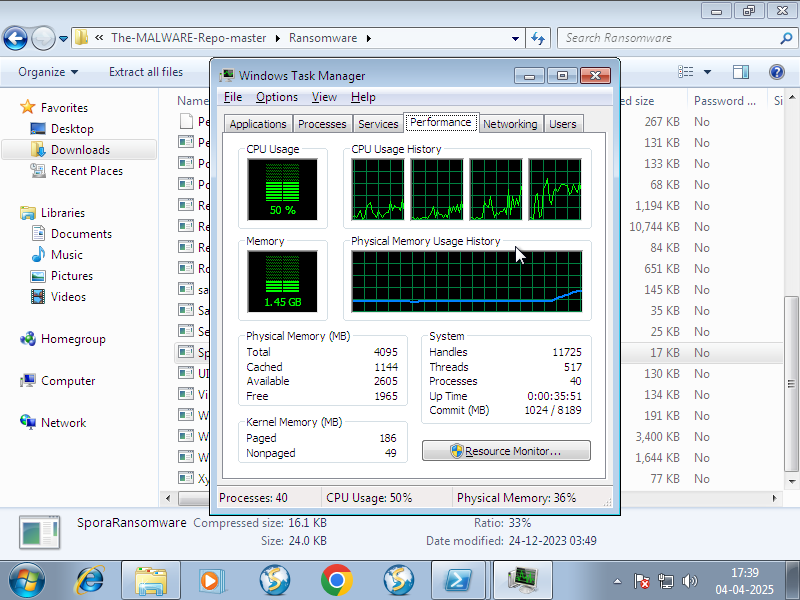 « The-MALWARE-Repo-master ▸ Ransomware ▸
Search Ransomware
Organize Extract all files
Favorites
Desktop
Downloads
Recent Places
Libraries
Documents
Music
Pictures
Videos
Homegroup
Computer
Network
Name ed size Password ... Si
Pe 267 KB No
Pe 131 KB No
Po 133 KB No
Po 68 KB No
Re 1,194 KB No
Re 10,744 KB No
Re 84 KB No
Ro 651 KB No
sa 145 KB No
Sa 35 KB No
Se 25 KB No
Sp 17 KB No
UI 130 KB No
Vi 134 KB No
W 191 KB No
W 3,400 KB No
W 1,644 KB No
Xy 77 KB No
Windows Task Manager
File Options View Help
Applications Processes Services Performance Networking Users
CPU Usage CPU Usage History
50 %
Memory Physical Memory Usage History
1.45 GB
Physical Memory (MB)
Total 4095
Cached 1144
Available 2605
Free 1965
Kernel Memory (MB)
Paged 186
Nonpaged 49
System
Handles 11725
Threads 517
Processes 40
Up Time 0:00:35:51
Commit (MB) 1024 / 8189
Resource Monitor...
Processes: 40 CPU Usage: 50% Physical Memory: 36%
SporaRansomware Compressed size: 16.1 KB Ratio: 33%
Size: 24.0 KB Date modified: 24-12-2023 03:49
17:39
04-04-2025